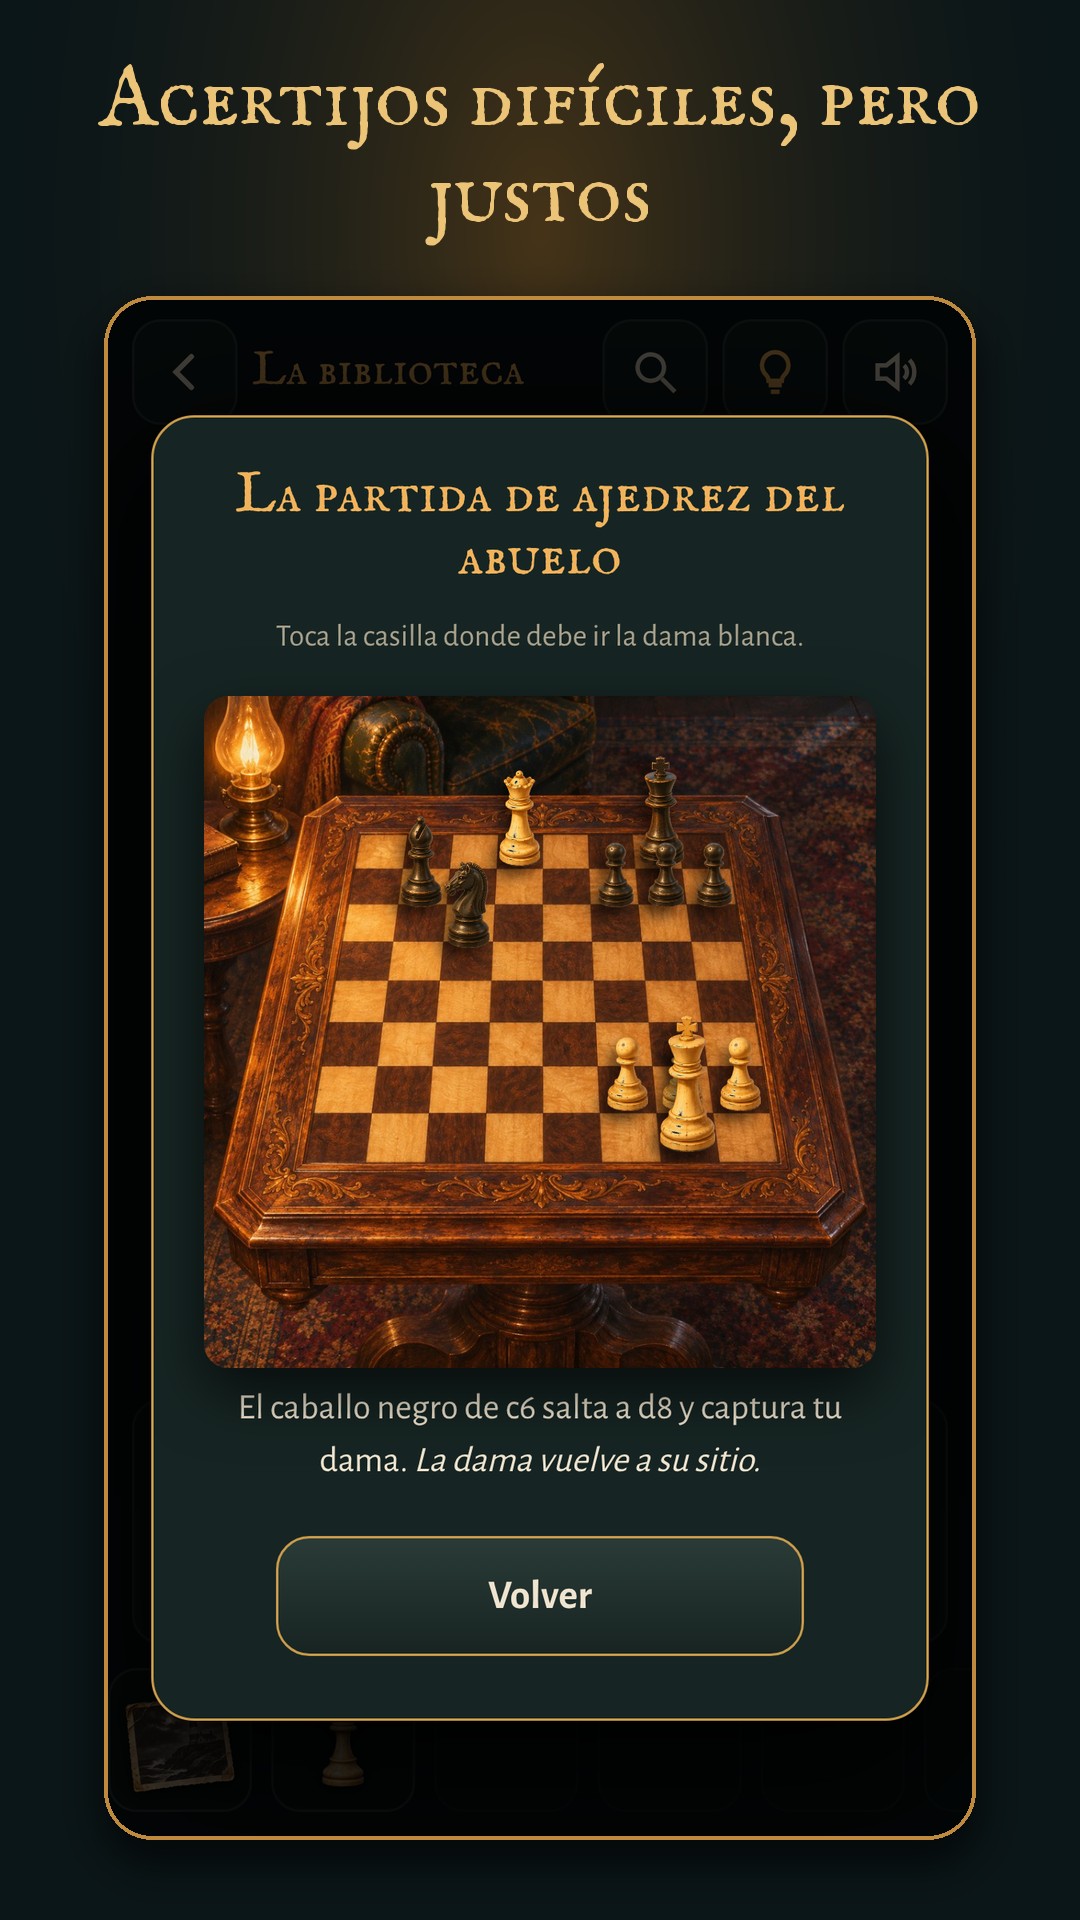 Acertijos difíciles, pero
justos
La biblioteca
La partida de ajedrez del
abuelo
Toca la casilla donde debe ir la dama blanca.
El caballo negro de c6 salta a d8 y captura tu
dama. La dama vuelve a su sitio.
Volver